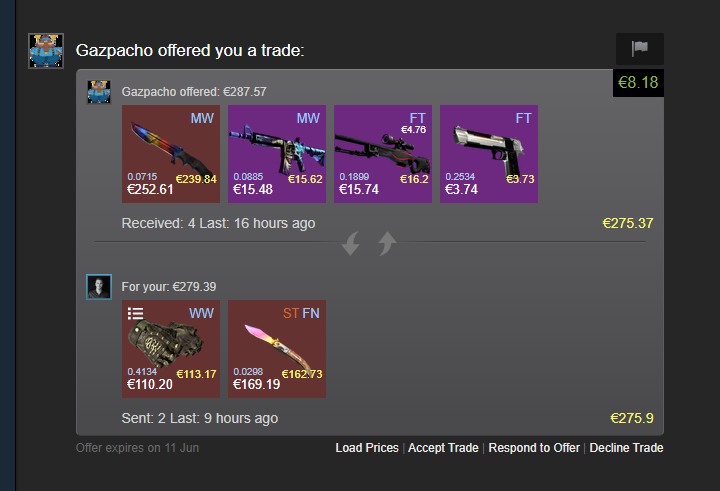 Gazpacho offered you a trade:
€8.18
Gazpacho offered: €287.57
MW
0.0715
€239.84
€252.61
MW
0.0885
€15.62
€15.48
FT
€4.76
0.1899
€16.2
€15.74
FT
0.2534
€3.73
€3.74
Received: 4 Last: 16 hours ago
€275.37
For your: €279.39
WW
0.4134
€113.17
€110.20
ST FN
0.0298
€162.73
€169.19
Sent: 2 Last: 9 hours ago
€275.9
Offer expires on 11 Jun
Load Prices | Accept Trade | Respond to Offer | Decline Trade